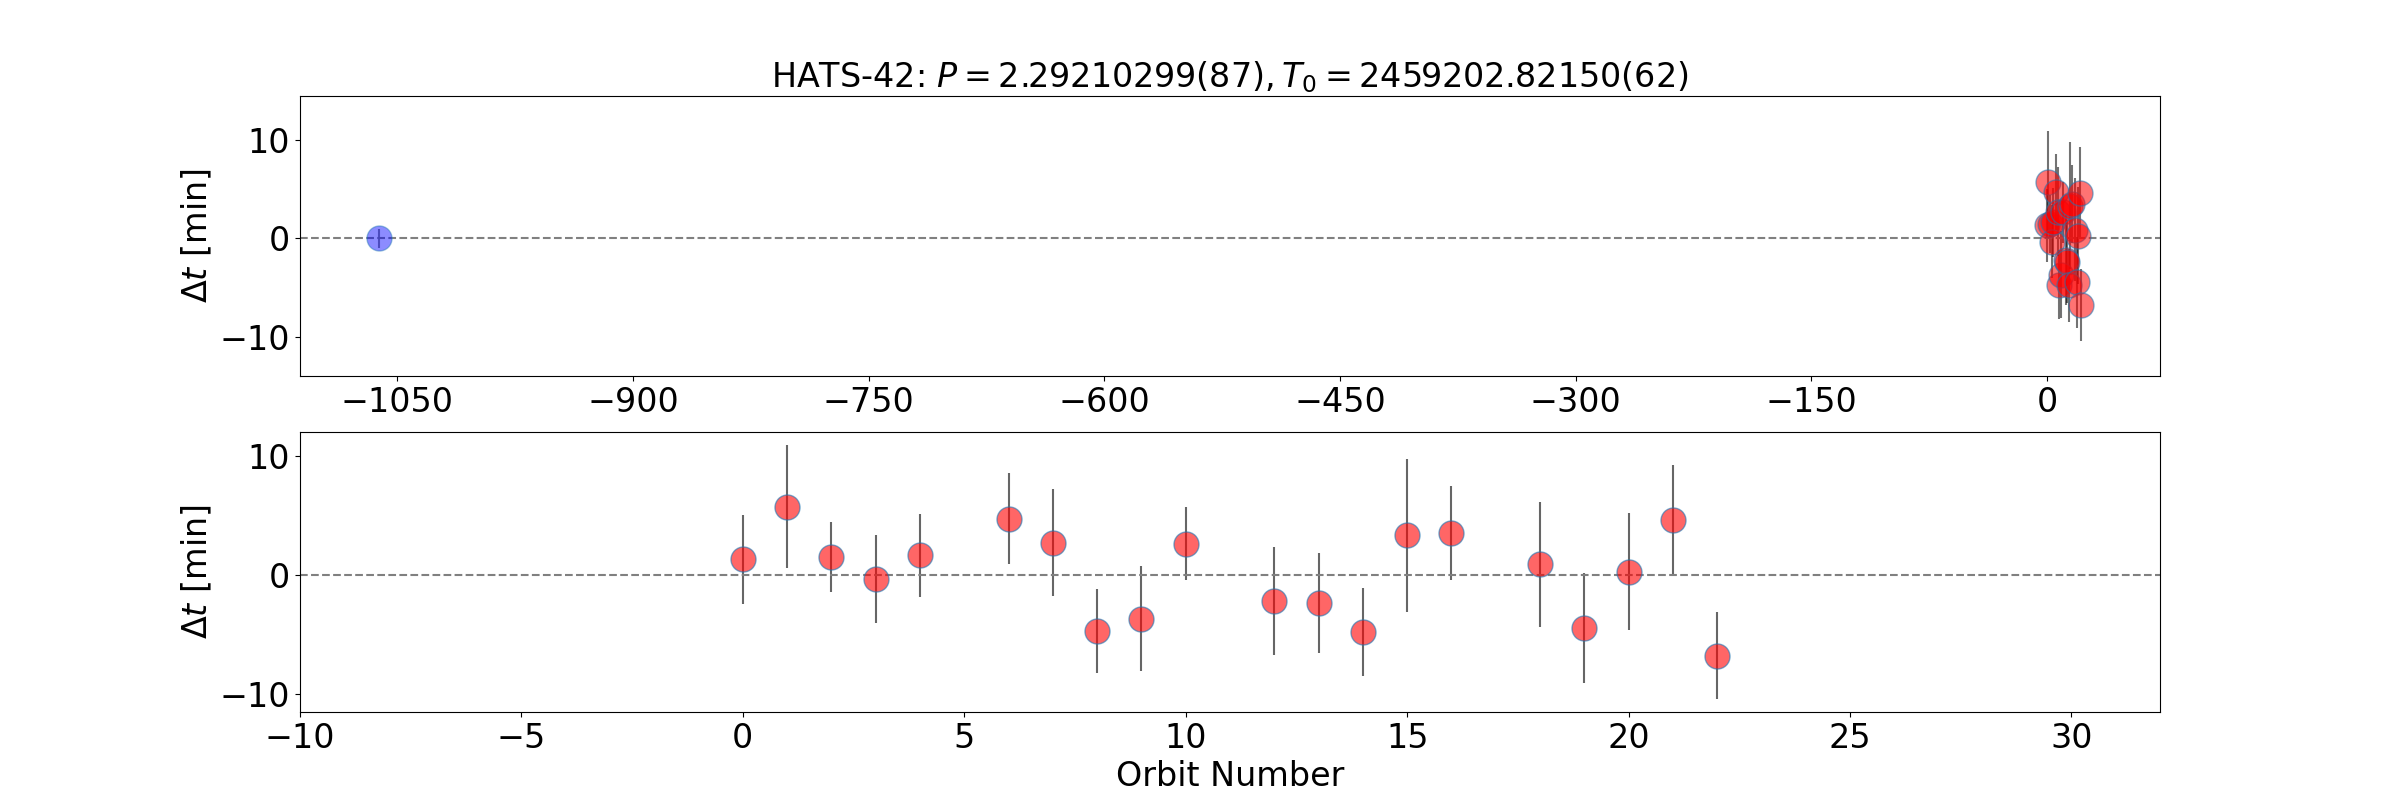 HATS-42: P = 2.29210299(87), T₀ = 2459202.82150(62)
Δt [min]
10
0
−10
−1050 −900 −750 −600 −450 −300 −150 0
Δt [min]
10
0
−10
−10 −5 0 5 10 15 20 25 30
Orbit Number